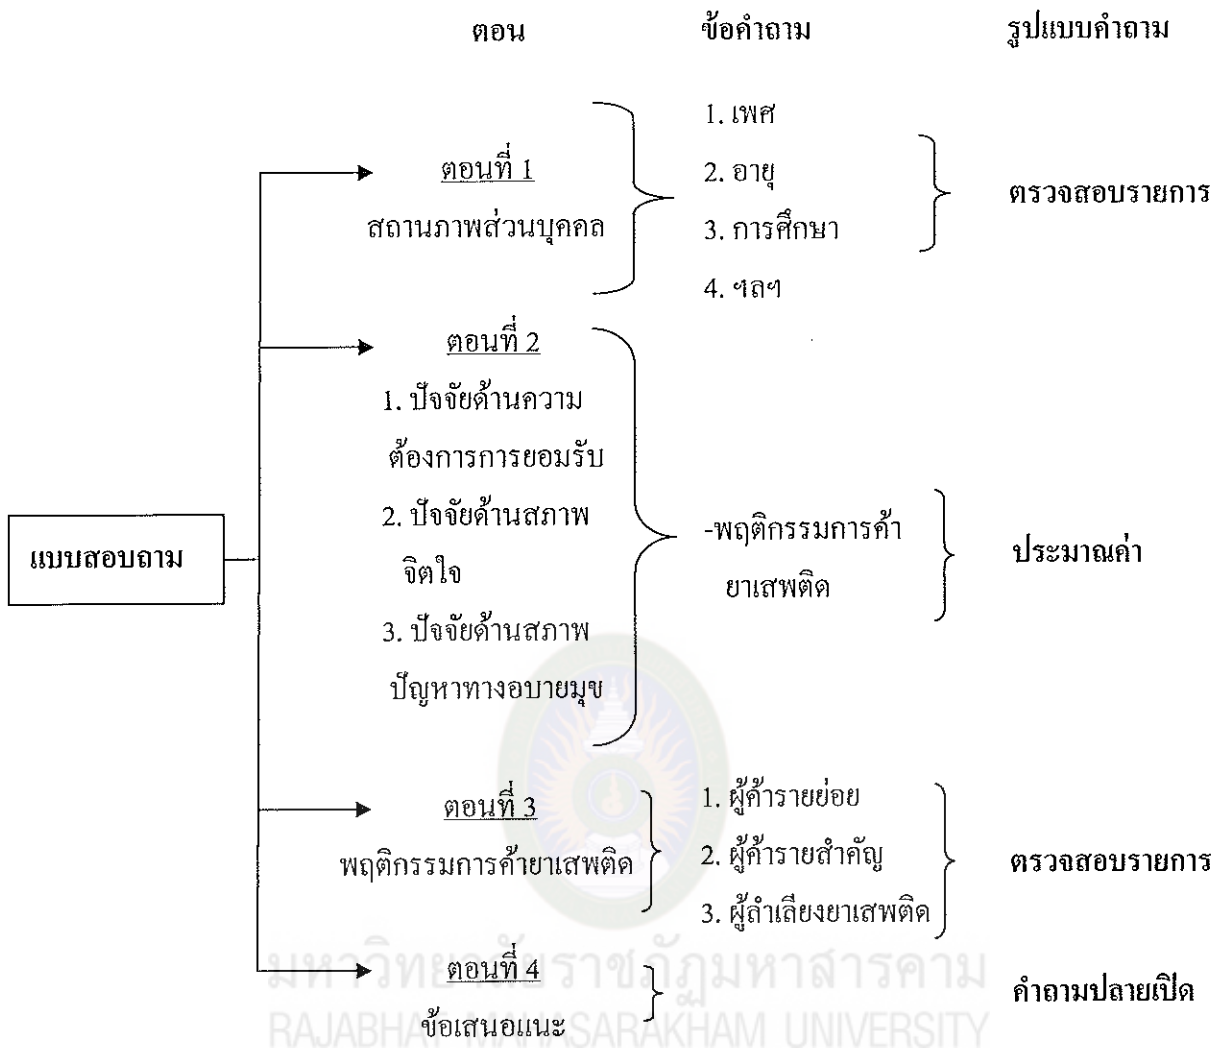 ตอน ข้อคำถาม รูปแบบคำถาม
1. เพศ
ตอนที่ 1 2. อายุ ตรวจสอบรายการ
สถานภาพส่วนบุคคล 3. การศึกษา
4. ฯลฯ
ตอนที่ 2
1. ปัจจัยด้านความ
ต้องการการยอมรับ
2. ปัจจัยด้านสภาพ
จิตใจ
3. ปัจจัยด้านสภาพ
ปัญหาทางอบายมุข
-พฤติกรรมการค้า
ยาเสพติด
ประมาณค่า
แบบสอบถาม
ตอนที่ 3
พฤติกรรมการค้ายาเสพติด
1. ผู้ค้ารายย่อย
2. ผู้ค้ารายสำคัญ
3. ผู้ลำเลียงยาเสพติด
ตรวจสอบรายการ
ตอนที่ 4
ข้อเสนอแนะ
คำถามปลายเปิด
มหาวิทยาลัยราชภัฏมหาสารคาม
RAJABHAT MAHASARAKHAM UNIVERSITY